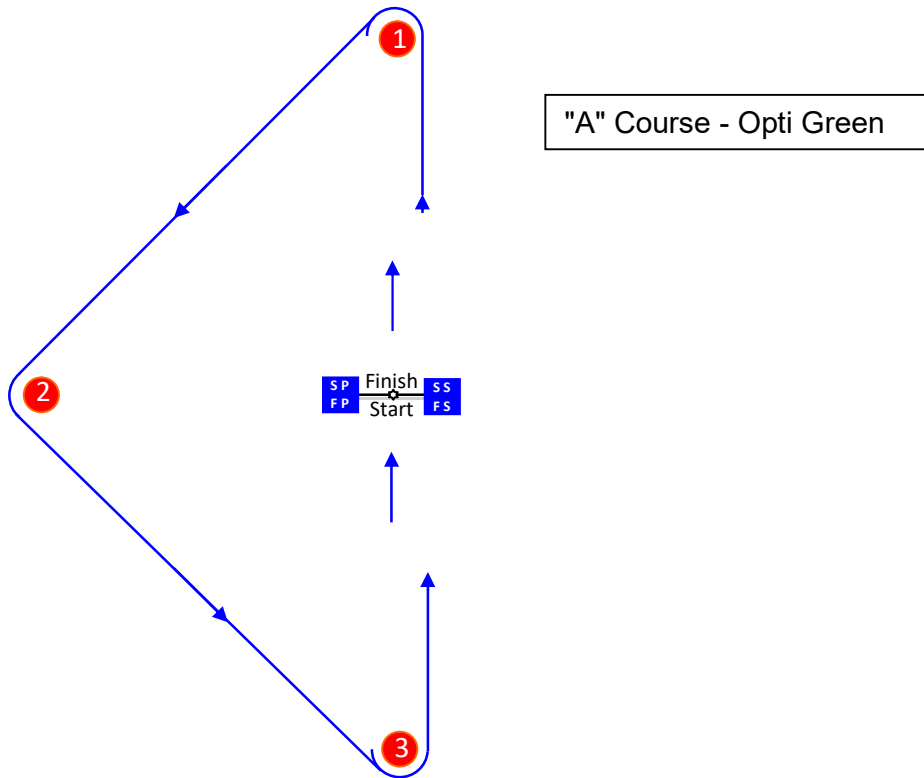 1
"A" Course - Opti Green
2
S P
F P
Finish
Start
S S
F S
3